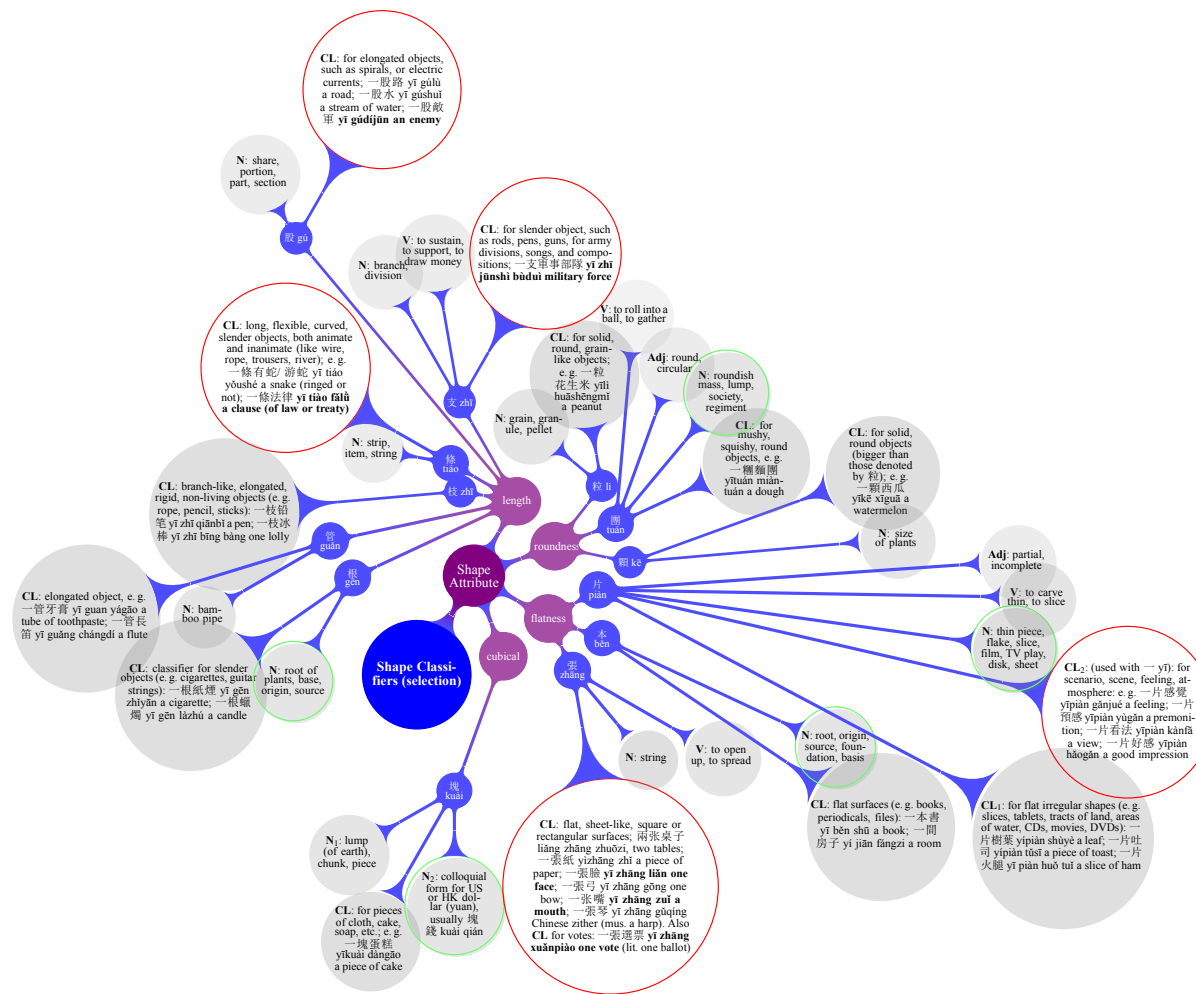 CL: for elongated objects,
such as spirals, or electric
currents; 一股路 yī gúlù
a road; 一股水 yī gúshuǐ
a stream of water; 一股敵
軍 yī gúdíjūn an enemy
N: share,
portion,
part, section
股 gú
V: to sustain,
to support, to
draw money
N: branch,
division
CL: for slender object, such
as rods, pens, guns, for army
divisions, songs, and compo-
sitions; 一支軍事部隊 yī zhī
jūnshì bùduì military force
支 zhī
CL: long, flexible, curved,
slender objects, both animate
and inanimate (like wire,
rope, trousers, river); e. g.
一條有蛇/ 游蛇 yī tiáo
yǒushé a snake (ringed or
not); 一條法律 yī tiào fǎlǜ
a clause (of law or treaty)
N: strip,
item, string
條
tiáo
CL: branch-like, elongated,
rigid, non-living objects (e. g.
rope, pencil, sticks): 一枝铅
笔 yī zhī qiānbǐ a pen; 一枝冰
棒 yī zhī bīng bàng one lolly
枝 zhī
length
管
guǎn
CL: elongated object, e. g.
一管牙膏 yī guan yágāo a
tube of toothpaste; 一管長
笛 yī guāng chángdí a flute
N: bam-
boo pipe
根
gēn
CL: classifier for slender
objects (e. g. cigarettes, guitar
strings): 一根紙煙 yī gēn
zhǐyān a cigarette; 一根蠟
燭 yī gēn làzhú a candle
N: root of
plants, base,
origin, source
V: to roll into a
ball, to gather
CL: for solid,
round, grain-
like objects;
e. g. 一粒
花生米 yīli
huāshēngmǐ
a peanut
N: grain, gran-
ule, pellet
粒 li
Adj: round,
circular
N: roundish
mass, lump,
society,
regiment
CL: for
mushy,
squishy, round
objects, e. g.
一糰麵團
yītuán miàn-
tuán a dough
團
tuán
CL: for solid,
round objects
(bigger than
those denoted
by 粒); e. g.
一顆西瓜
yīkē xīguā a
watermelon
N: size
of plants
顆 kē
roundness
Shape
Attribute
Shape Classi-
fiers (selection)
flatness
cubical
片
piàn
Adj: partial,
incomplete
V: to carve
thin, to slice
N: thin piece,
flake, slice,
film, TV play,
disk, sheet
CL2: (used with 一 yī): for
scenario, scene, feeling, at-
mosphere: e. g. 一片感覺
yīpiàn gǎnjué a feeling; 一片
預感 yīpiàn yùgǎn a premoni-
tion; 一片看法 yīpiàn kànfǎ
a view; 一片好感 yīpiàn
hǎogǎn a good impression
CL1: for flat irregular shapes (e. g.
slices, tablets, tracts of land, areas
of water, CDs, movies, DVDs): 一
片樹葉 yípiàn shùyè a leaf; 一片吐
司 yípiàn tǔsī a piece of toast; 一片
火腿 yī piàn huǒ tuǐ a slice of ham
本
běn
N: root, origin,
source, foun-
dation, basis
CL: flat surfaces (e. g. books,
periodicals, files): 一本書
yī běn shū a book; 一間
房子 yí jiān fángzi a room
張
zhāng
N: string
V: to open
up, to spread
CL: flat, sheet-like, square or
rectangular surfaces; 兩张桌子
liǎng zhāng zhuōzi, two tables;
一張紙 yīzhāng zhǐ a piece of
paper; 一張臉 yī zhāng liǎn one
face; 一張弓 yī zhāng gōng one
bow; 一张嘴 yī zhāng zuǐ a
mouth; 一張琴 yī zhāng gǔqíng
Chinese zither (mus. a harp). Also
CL for votes: 一張選票 yī zhāng
xuǎnpiào one vote (lit. one ballot)
塊
kuài
N1: lump
(of earth),
chunk, piece
N2: colloquial
form for US
or HK dol-
lar (yuan),
usually 塊
錢 kuài qián
CL: for pieces
of cloth, cake,
soap, etc.; e. g.
一塊蛋糕
yīkuài dàngāo
a piece of cake